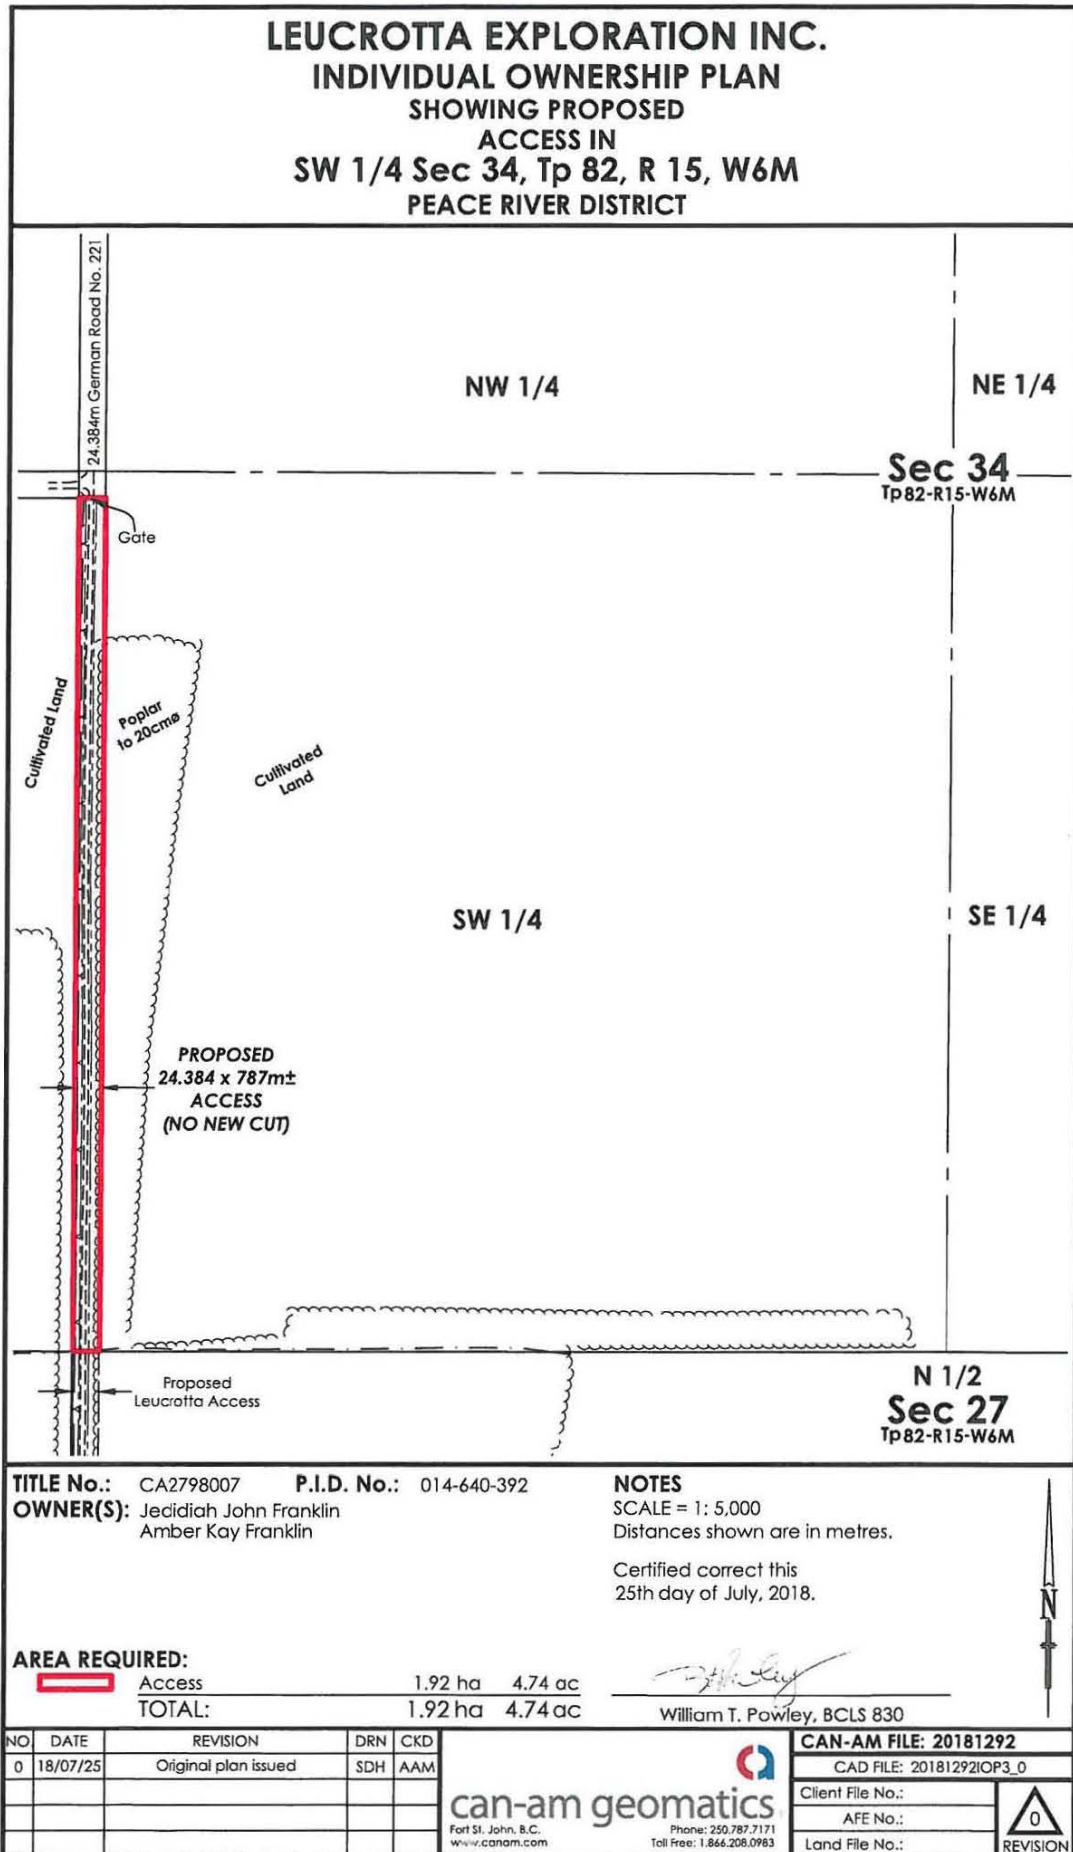 LEUCROTTA EXPLORATION INC.
INDIVIDUAL OWNERSHIP PLAN
SHOWING PROPOSED
ACCESS IN
SW 1/4 Sec 34, Tp 82, R 15, W6M
PEACE RIVER DISTRICT
24.384m German Road No. 221
NW 1/4
NE 1/4
Sec 34
Tp82-R15-W6M
Gate
Cultivated Land
Poplar
to 20cmø
Cultivated
Land
SW 1/4
SE 1/4
PROPOSED
24.384 x 787m±
ACCESS
(NO NEW CUT)
Proposed
Leucrotta Access
N 1/2
Sec 27
Tp82-R15-W6M
TITLE No.: CA2798007 P.I.D. No.: 014-640-392
OWNER(S): Jedidiah John Franklin
Amber Kay Franklin
NOTES
SCALE = 1: 5,000
Distances shown are in metres.
Certified correct this
25th day of July, 2018.
N
AREA REQUIRED:
Access 1.92 ha 4.74 ac
TOTAL: 1.92 ha 4.74 ac
William T. Powley, BCLS 830
NO. DATE REVISION DRN CKD
0 18/07/25 Original plan issued SDH AAM
can-am geomatics
Fort St. John, B.C. Phone: 250.787.7171
www.canam.com Toll Free: 1.866.208.0983
CAN-AM FILE: 20181292
CAD FILE: 20181292IOP3_0
Client File No.:
AFE No.:
Land File No.:
0
REVISION